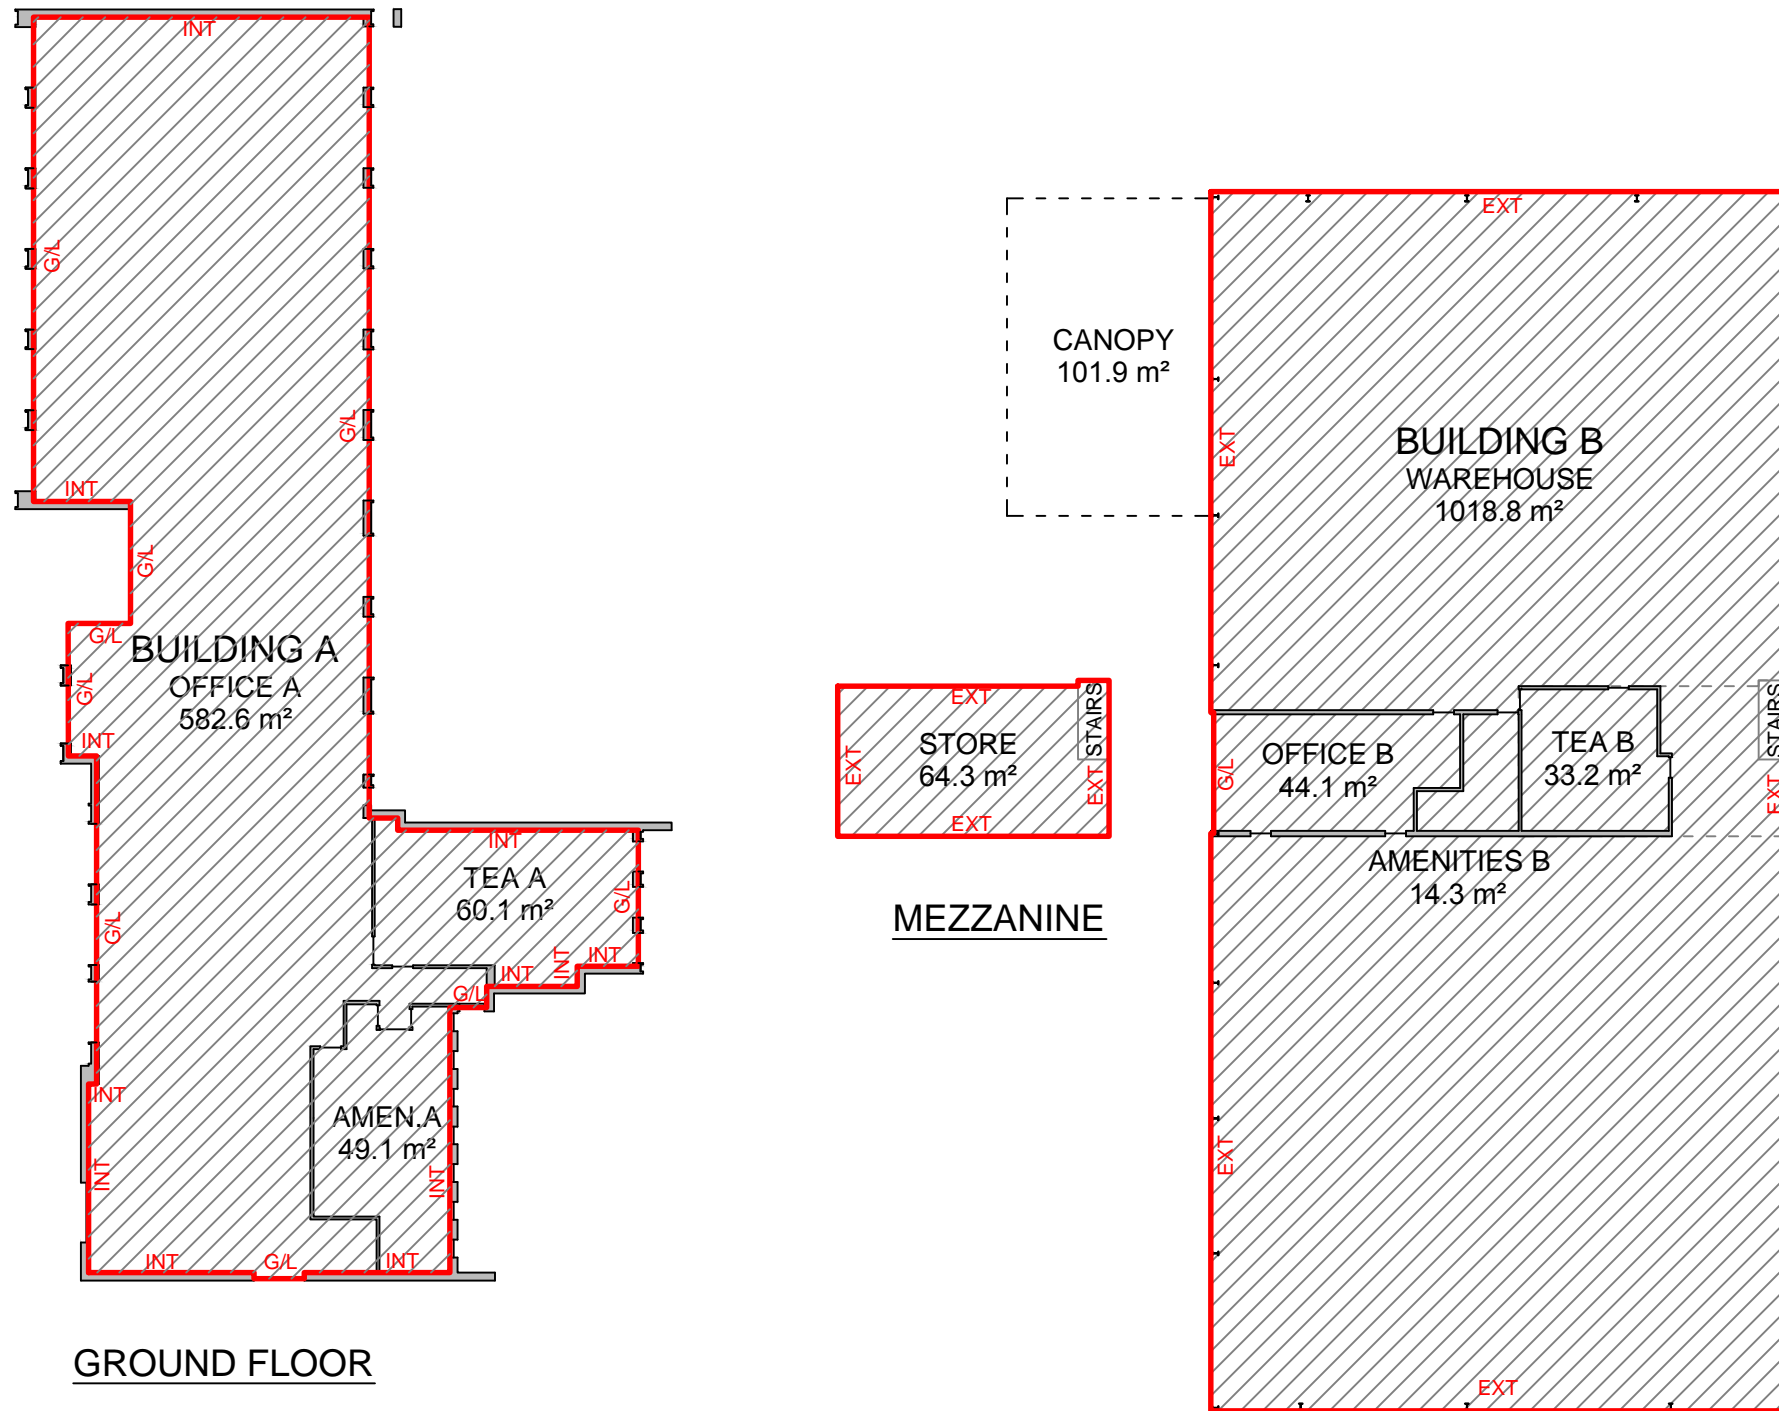 INT
G/L
G/L
INT
G/L
G/L
G/L
INT
BUILDING A
OFFICE A
582.6 m²
INT
TEA A
60.1 m²
G/L
INT
INT
INT
G/L
G/L
INT
INT
AMEN.A
49.1 m²
INT
INT
G/L
INT
GROUND FLOOR
EXT
STAIRS
STORE
64.3 m²
EXT
EXT
EXT
MEZZANINE
CANOPY
101.9 m²
EXT
EXT
BUILDING B
WAREHOUSE
1018.8 m²
G/L
OFFICE B
44.1 m²
TEA B
33.2 m²
STAIRS
EXT
AMENITIES B
14.3 m²
EXT
EXT